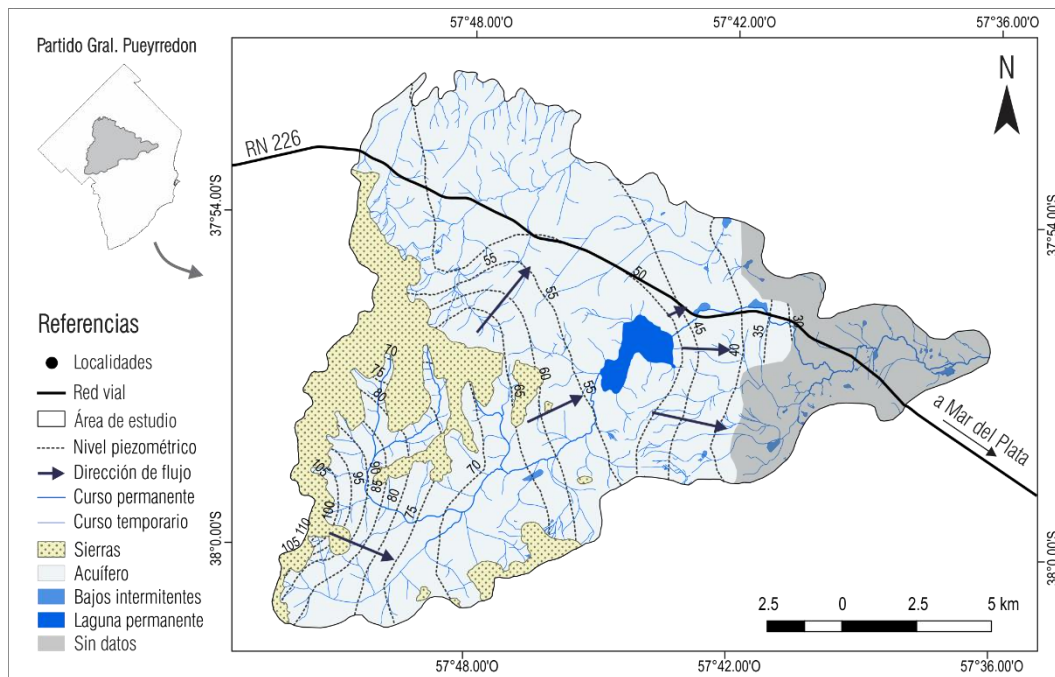 57°48.00'O
57°42.00'O
57°36.00'O
Partido Gral. Pueyrredon
N
RN 226
37°54.00'S
37°54.00'S
55
55
50
45
40
35
30
70
75
80
65
60
55
a Mar del Plata
Referencias
Localidades
Red vial
Área de estudio
Nivel piezométrico
Dirección de flujo
Curso permanente
Curso temporario
Sierras
Acuífero
Bajos intermitentes
Laguna permanente
Sin datos
105
95
90
85
80
75
70
100
110
105
38°0.00'S
38°0.00'S
2.5 0 2.5 5 km
57°48.00'O
57°42.00'O
57°36.00'O